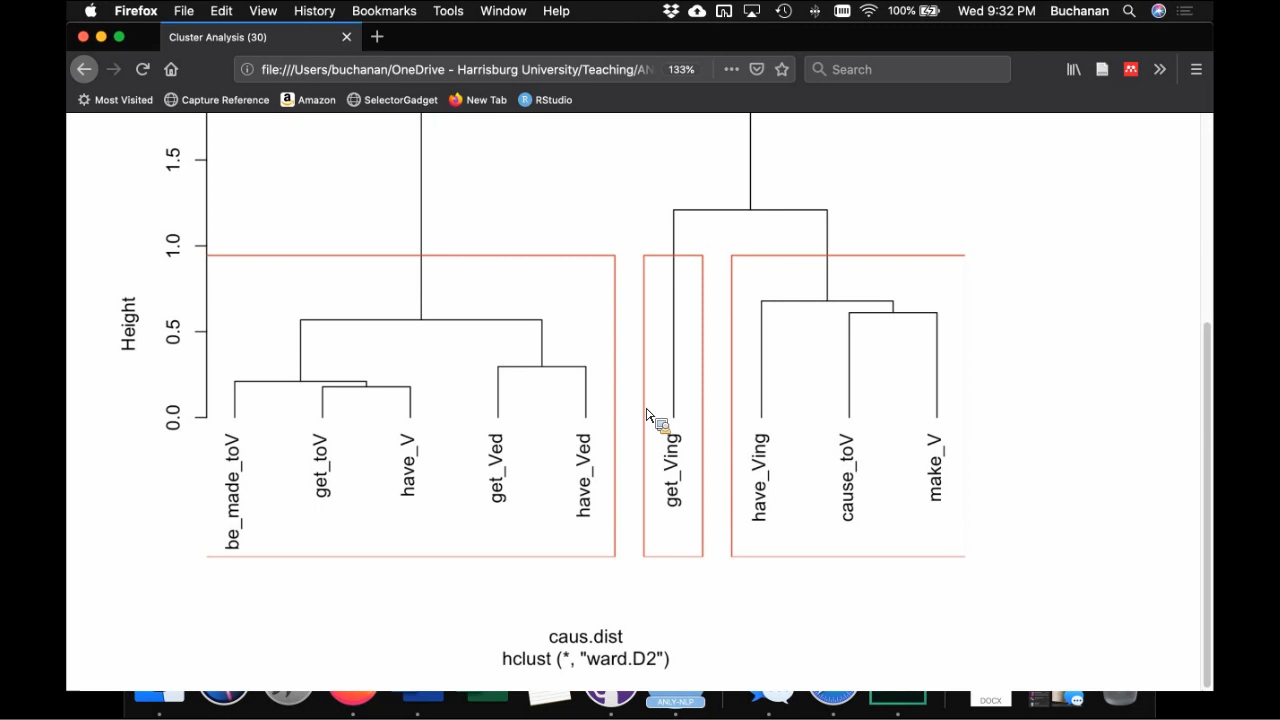 Firefox File Edit View History Bookmarks Tools Window Help 100% Wed 9:32 PM Buchanan
Cluster Analysis (30)
file:///Users/buchanan/OneDrive - Harrisburg University/Teaching/AN 133% Search
Most Visited Capture Reference Amazon SelectorGadget New Tab RStudio
1.5
1.0
0.5
0.0
Height
be_made_toV
get_toV
have_V
get_Ved
have_Ved
get_Ving
have_Ving
cause_toV
make_V
caus.dist
hclust (*, "ward.D2")
ANLY-NLP
DOCX